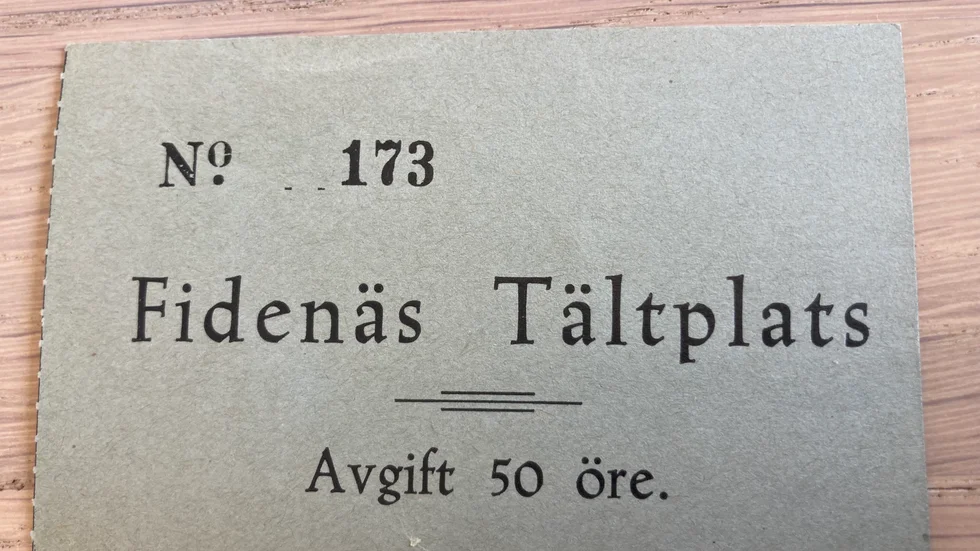 Nº 173
Fidenäs Tältplats
Avgift 50 öre.